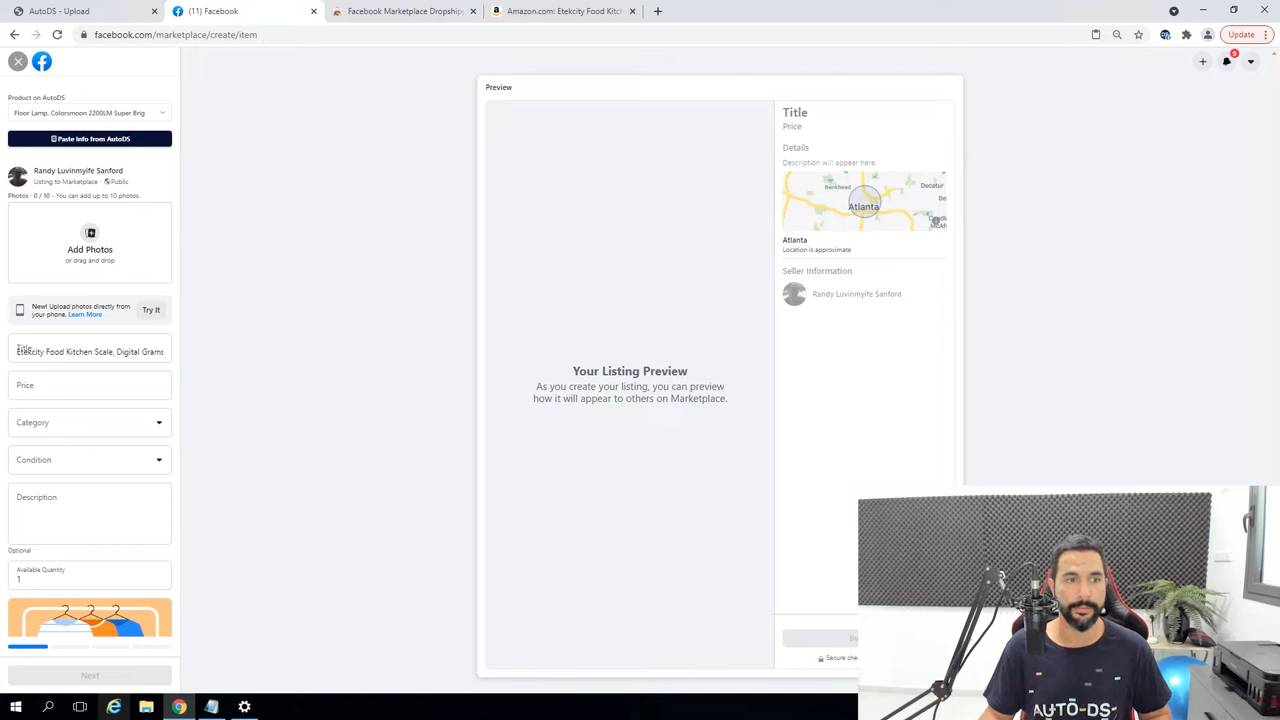 AutoDS - Upload
(11) Facebook
Facebook Marketplace Dropship
Amazon.com: Etekcity Food Kitch
facebook.com/marketplace/create/item
Update
9
Product on AutoDS
Floor Lamp, Colorsmoon 2200LM Super Brig
Paste Info from AutoDS
Randy Luvinmyife Sanford
Listing to Marketplace · Public
Photos · 0 / 10 - You can add up to 10 photos.
Add Photos
or drag and drop
New! Upload photos directly from
your phone. Learn More
Try It
Title
Etekcity Food Kitchen Scale, Digital Grams
Price
Category
Condition
Description
Optional
Available Quantity
1
Next
Preview
Your Listing Preview
As you create your listing, you can preview
how it will appear to others on Marketplace.
Title
Price
Details
Description will appear here.
Bankhead
Decatur
Be
Atlanta
Atlanta
Location is approximate
Seller Information
Randy Luvinmyife Sanford
Bu
Secure che
AUTO-DS